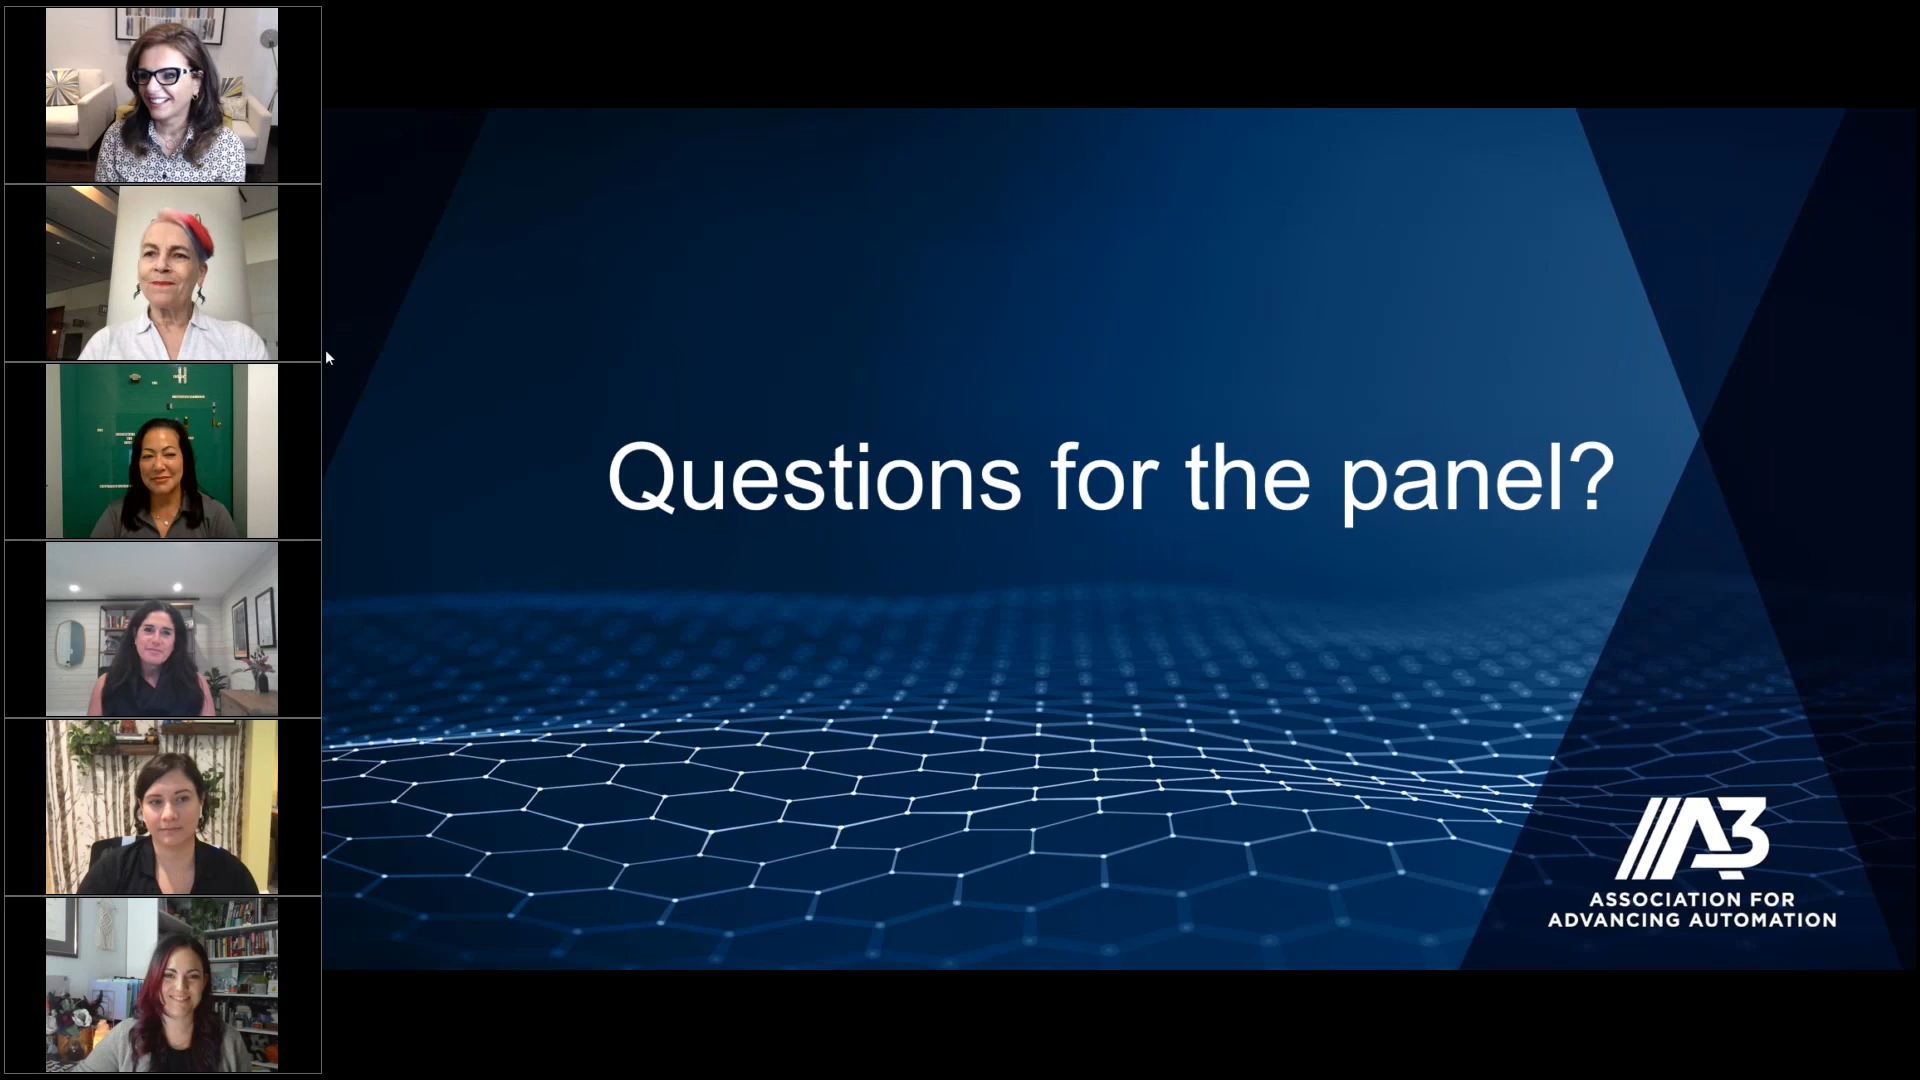 Questions for the panel?
A3
ASSOCIATION FOR
ADVANCING AUTOMATION